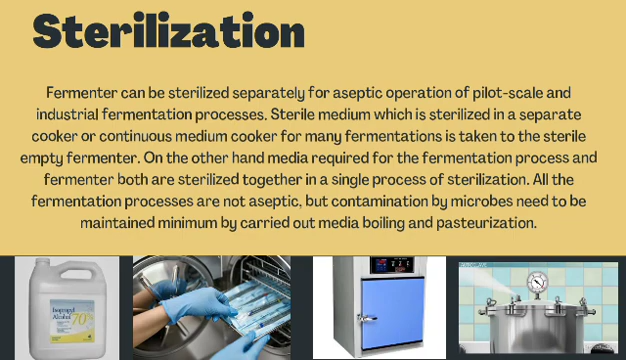 Sterilization
Fermenter can be sterilized separately for aseptic operation of pilot-scale and
industrial fermentation processes. Sterile medium which is sterilized in a separate
cooker or continuous medium cooker for many fermentations is taken to the sterile
empty fermenter. On the other hand media required for the fermentation process and
fermenter both are sterilized together in a single process of sterilization. All the
fermentation processes are not aseptic, but contamination by microbes need to be
maintained minimum by carried out media boiling and pasteurization.
Isopropyl
Alcohol 70%